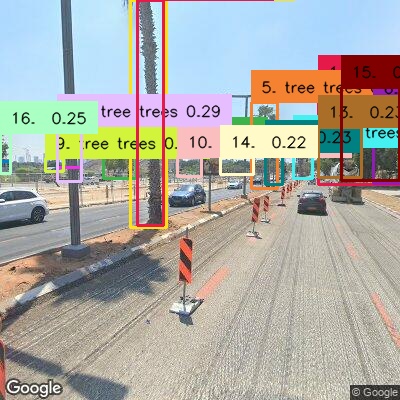 5. tree trees
15.
16. 0.25
tree trees 0.29
13. 0.23
9. tree trees 0.
10.
14. 0.22
0.23
trees
Google
© Google